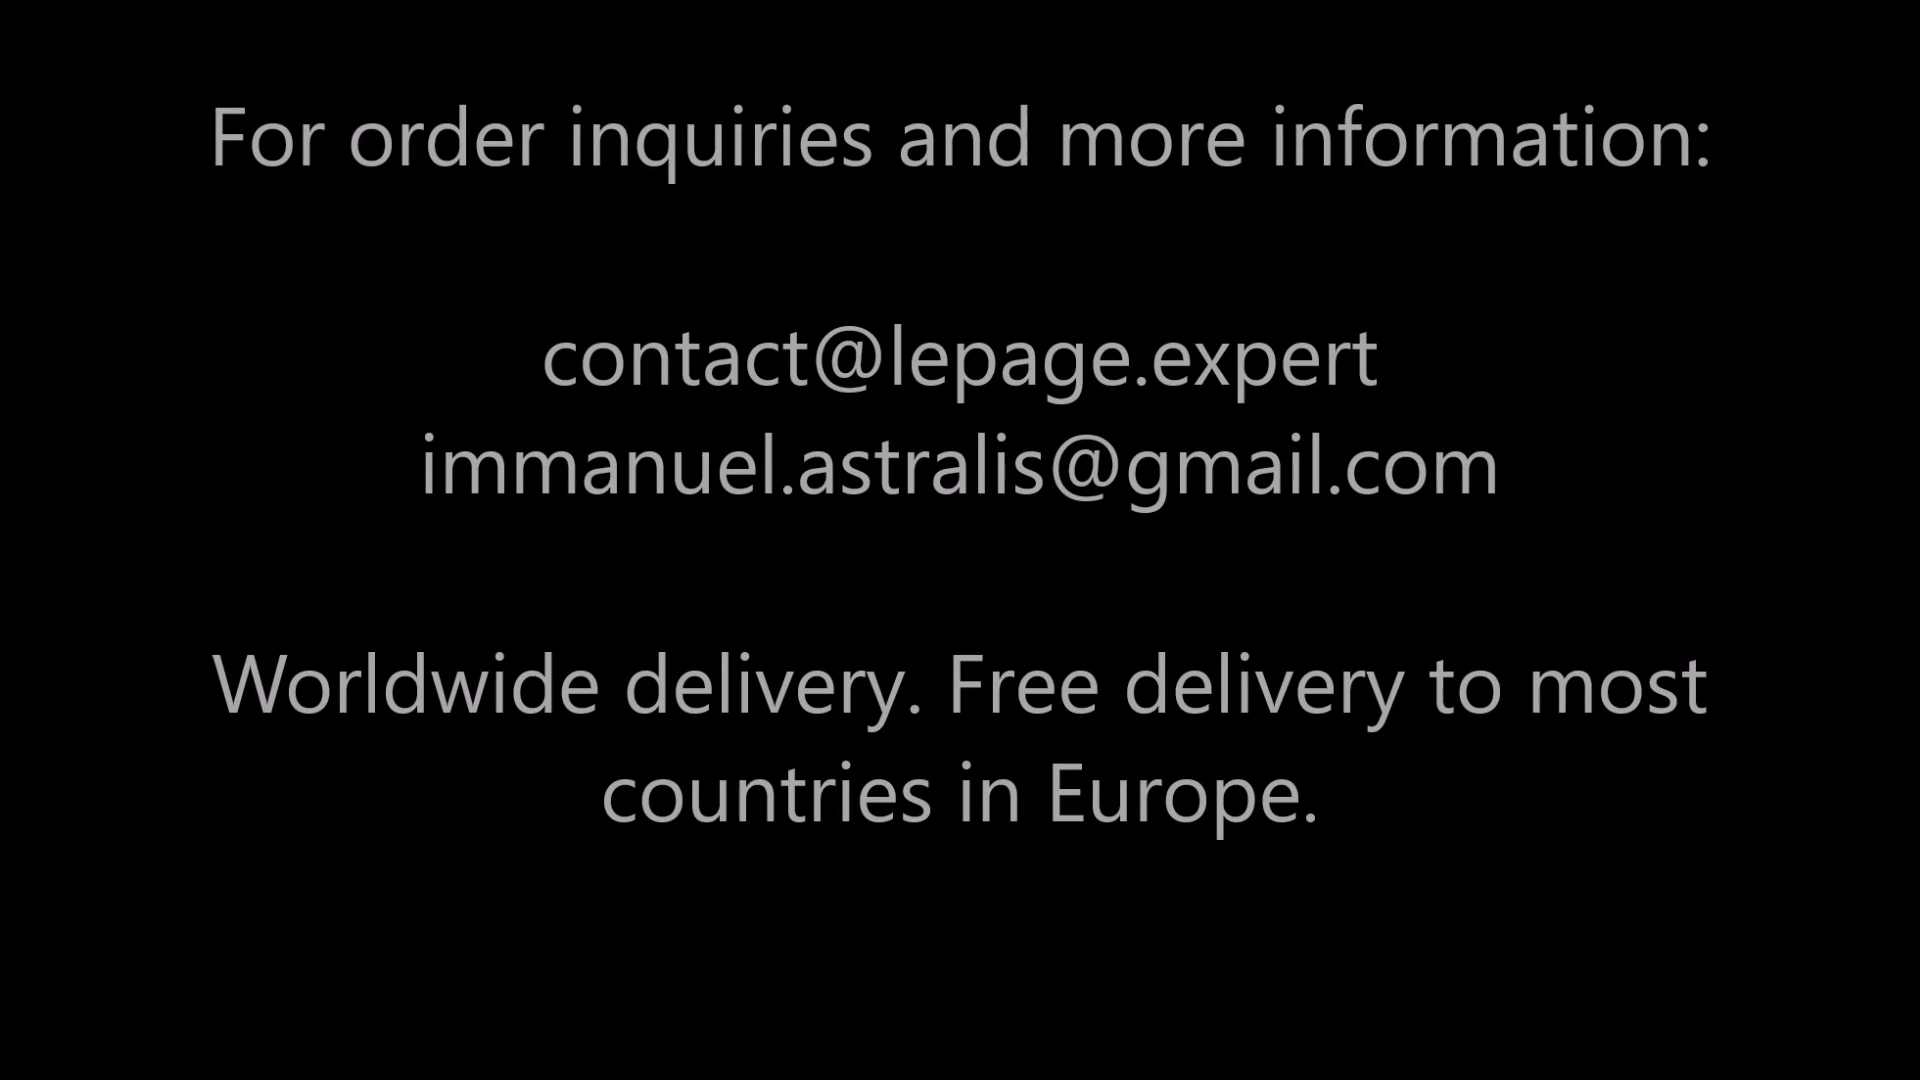 For order inquiries and more information:
contact@lepage.expert
immanuel.astralis@gmail.com
Worldwide delivery. Free delivery to most
countries in Europe.